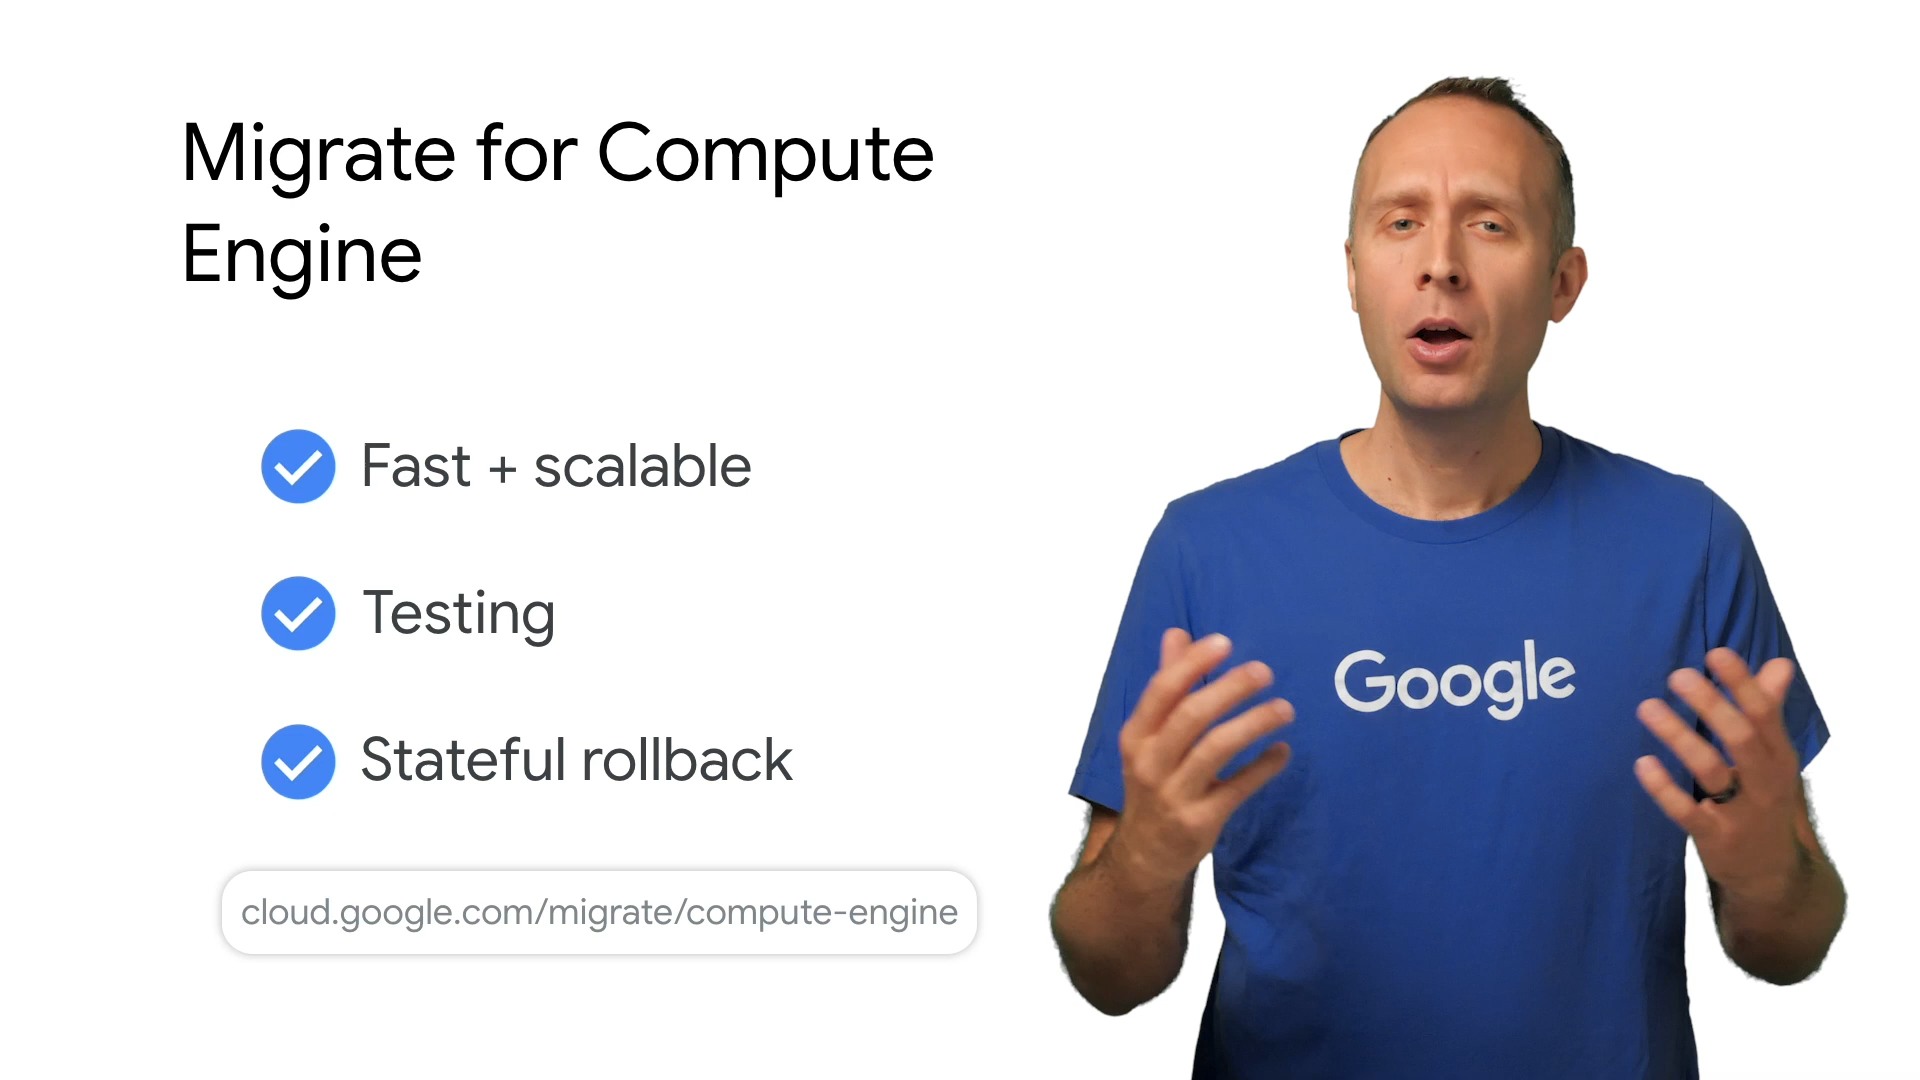 Migrate for Compute
Engine
Fast + scalable
Testing
Stateful rollback
cloud.google.com/migrate/compute-engine
Google